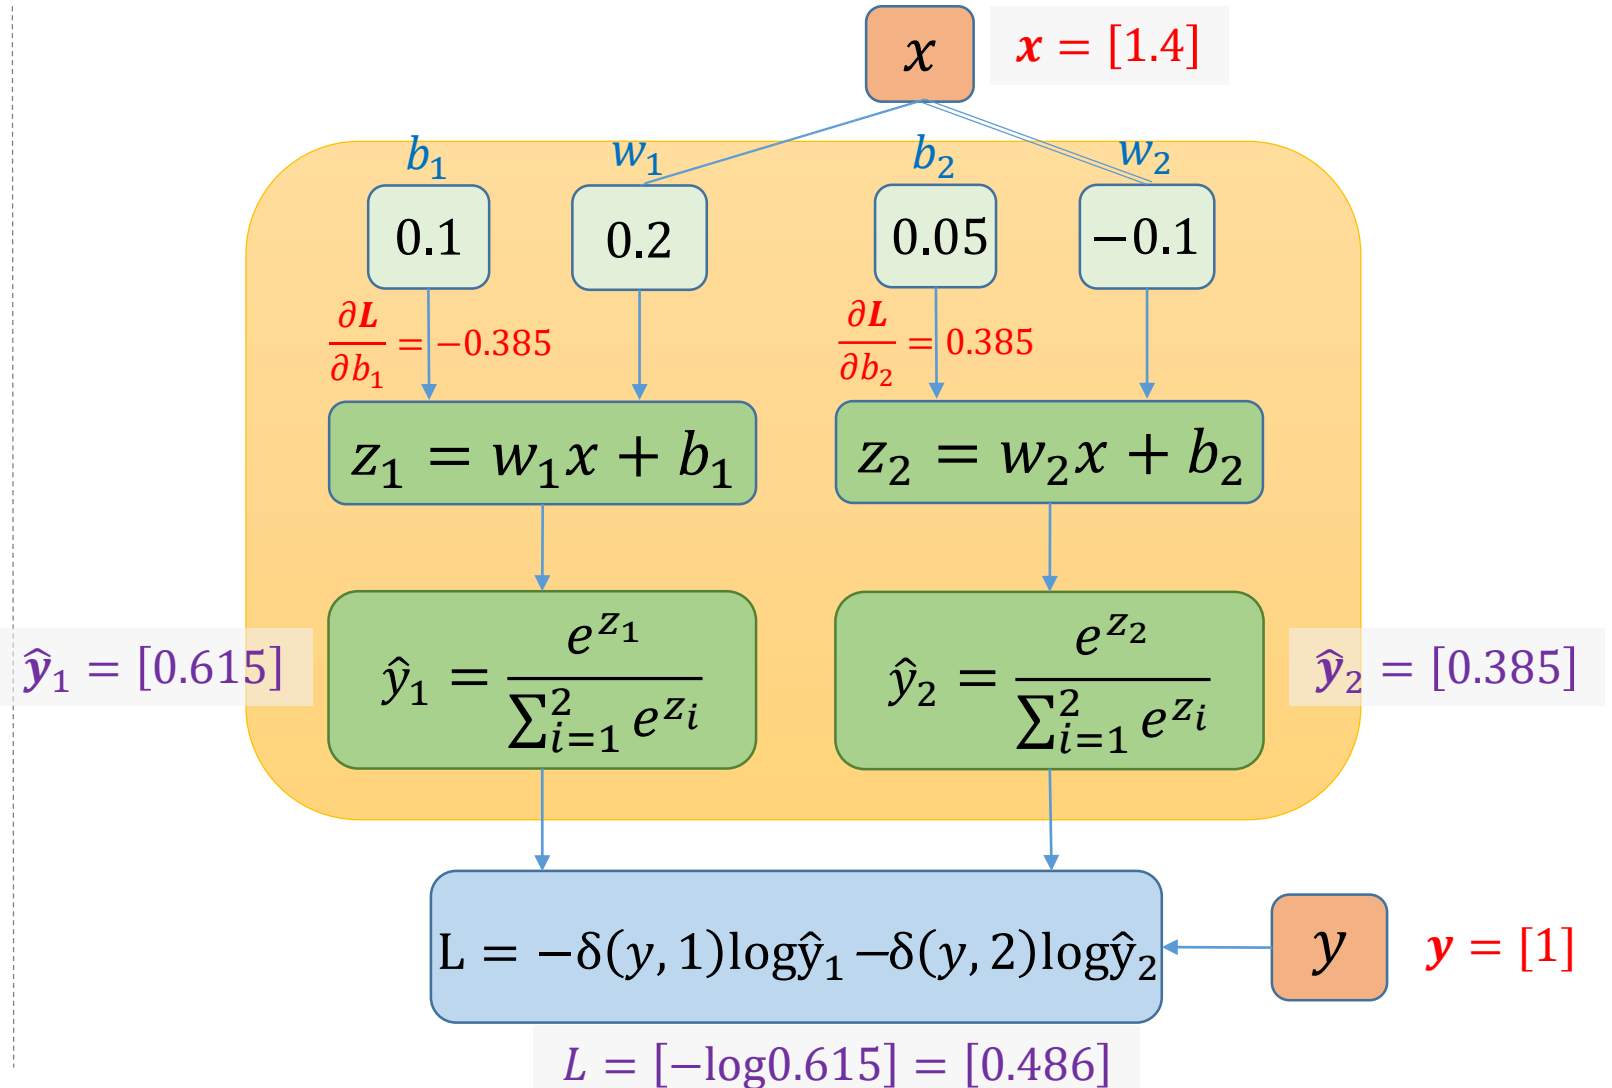 x
x = [1.4]
b₁ w₁ b₂ w₂
0.1 0.2 0.05 −0.1
∂L/∂b₁ = −0.385
∂L/∂b₂ = 0.385
z₁ = w₁x + b₁
z₂ = w₂x + b₂
ŷ₁ = [0.615]
ŷ₁ = e^{z₁} / ∑_{i=1}^{2} e^{z_i}
ŷ₂ = e^{z₂} / ∑_{i=1}^{2} e^{z_i}
ŷ₂ = [0.385]
L = −δ(y, 1)logŷ₁ −δ(y, 2)logŷ₂
y
y = [1]
L = [−log0.615] = [0.486]